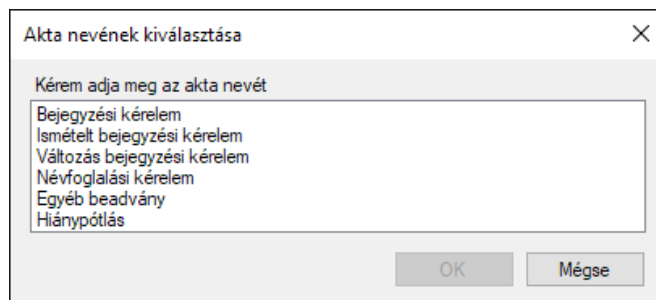 Akta nevének kiválasztása
Kérem adja meg az akta nevét
Bejegyzési kérelem
Ismételt bejegyzési kérelem
Változás bejegyzési kérelem
Névfoglalási kérelem
Egyéb beadvány
Hiánypótlás
OK
Mégse